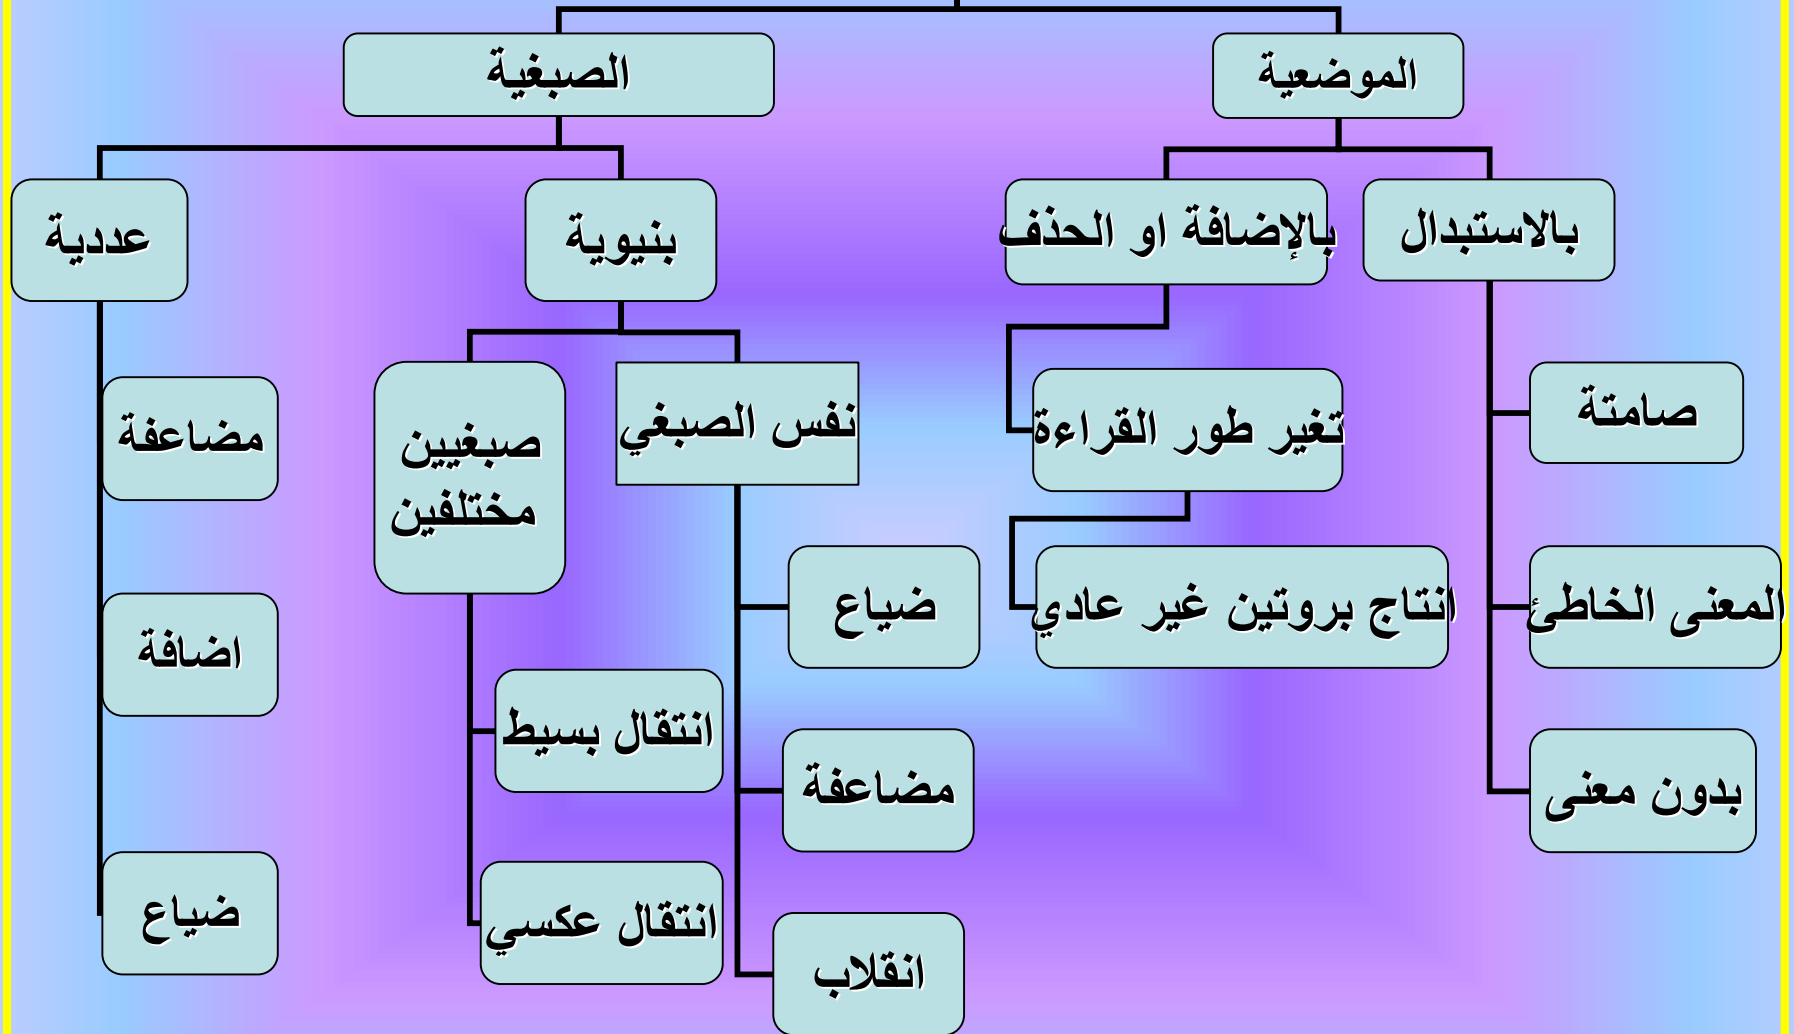 الموضعية
الصبغية
بالاستبدال
بالإضافة او الحذف
بنيوية
عددية
صامتة
المعنى الخاطئ
بدون معنى
تغير طور القراءة
انتاج بروتين غير عادي
نفس الصبغي
ضياع
مضاعفة
انقلاب
صبغيين
مختلفين
انتقال بسيط
انتقال عكسي
مضاعفة
اضافة
ضياع